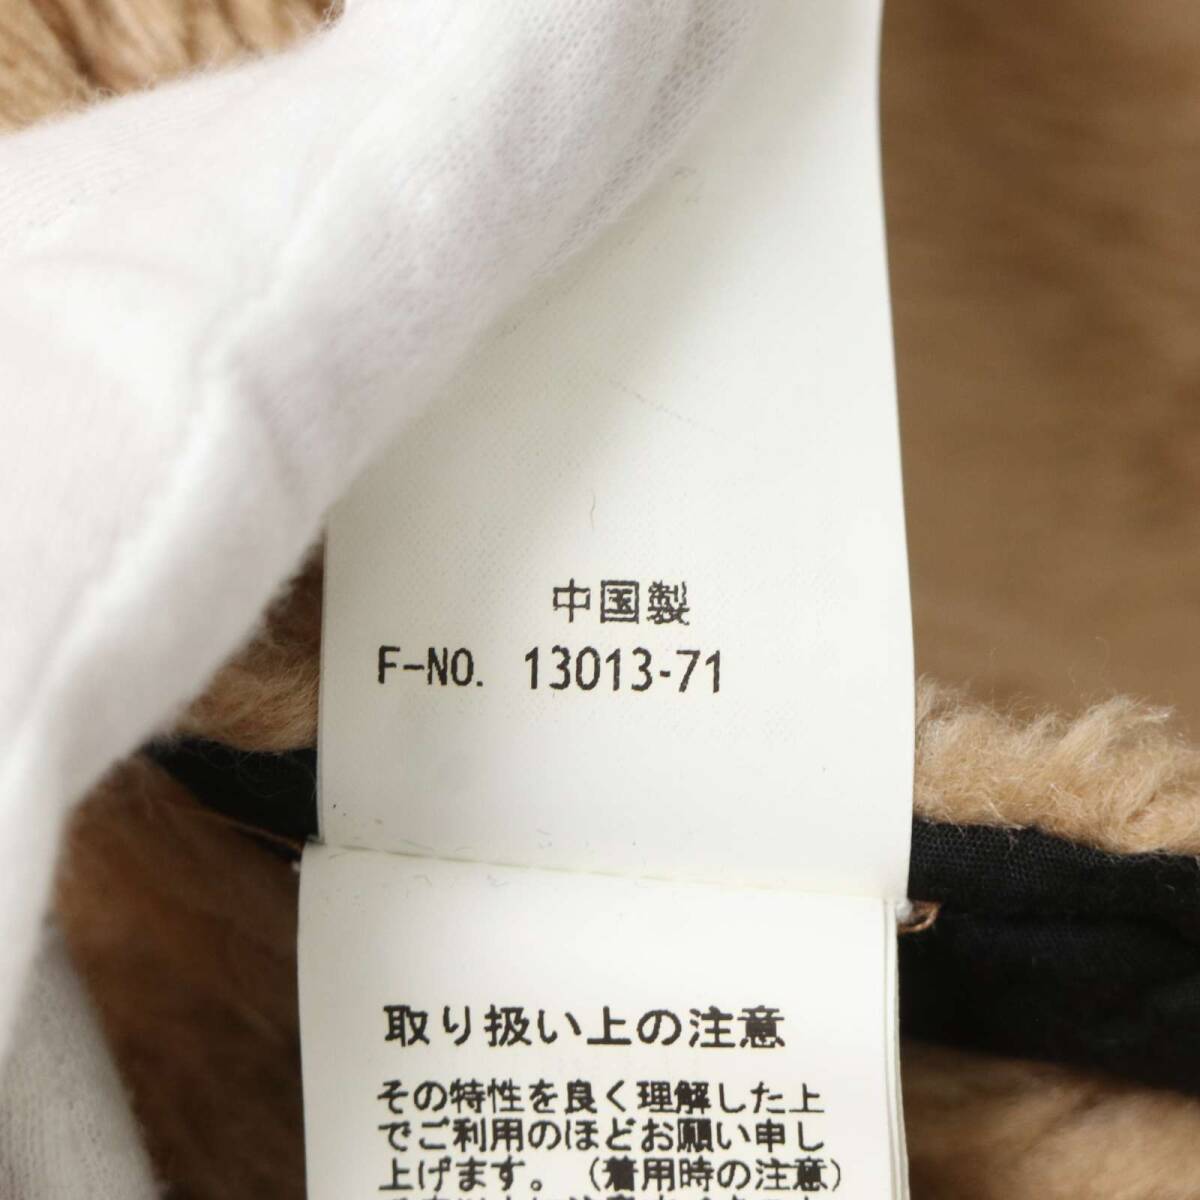 中国製
F-NO. 13013-71
取り扱い上の注意
その特性を良く理解した上
でご利用のほどお願い申し
上げます。（着用時の注意）